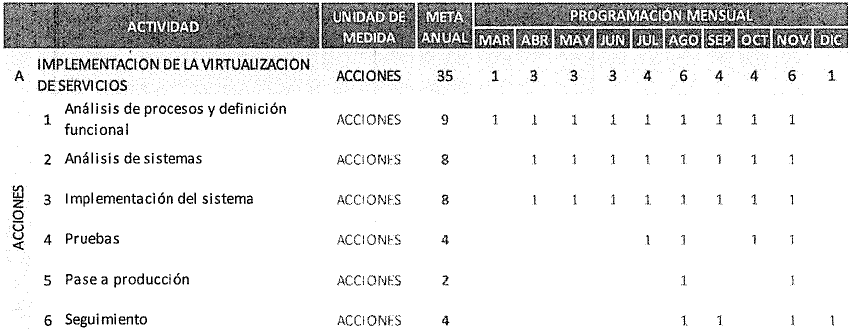 ACTIVIDAD UNIDAD DE MEDIDA META ANUAL PROGRAMACIÓN MENSUAL
MAR ABR MAY JUN JUL AGO SEP OCT NOV DIC
A IMPLEMENTACION DE LA VIRTUALIZACION DE SERVICIOS ACCIONES 35 1 3 3 3 4 6 4 4 6 1
ACCIONES
1 Análisis de procesos y definición funcional ACCIONES 9 1 1 1 1 1 1 1 1 1
2 Análisis de sistemas ACCIONES 8 1 1 1 1 1 1 1 1
3 Implementación del sistema ACCIONES 8 1 1 1 1 1 1 1 1
4 Pruebas ACCIONES 4 1 1 1 1
5 Pase a producción ACCIONES 2 1 1
6 Seguimiento ACCIONES 4 1 1 1 1